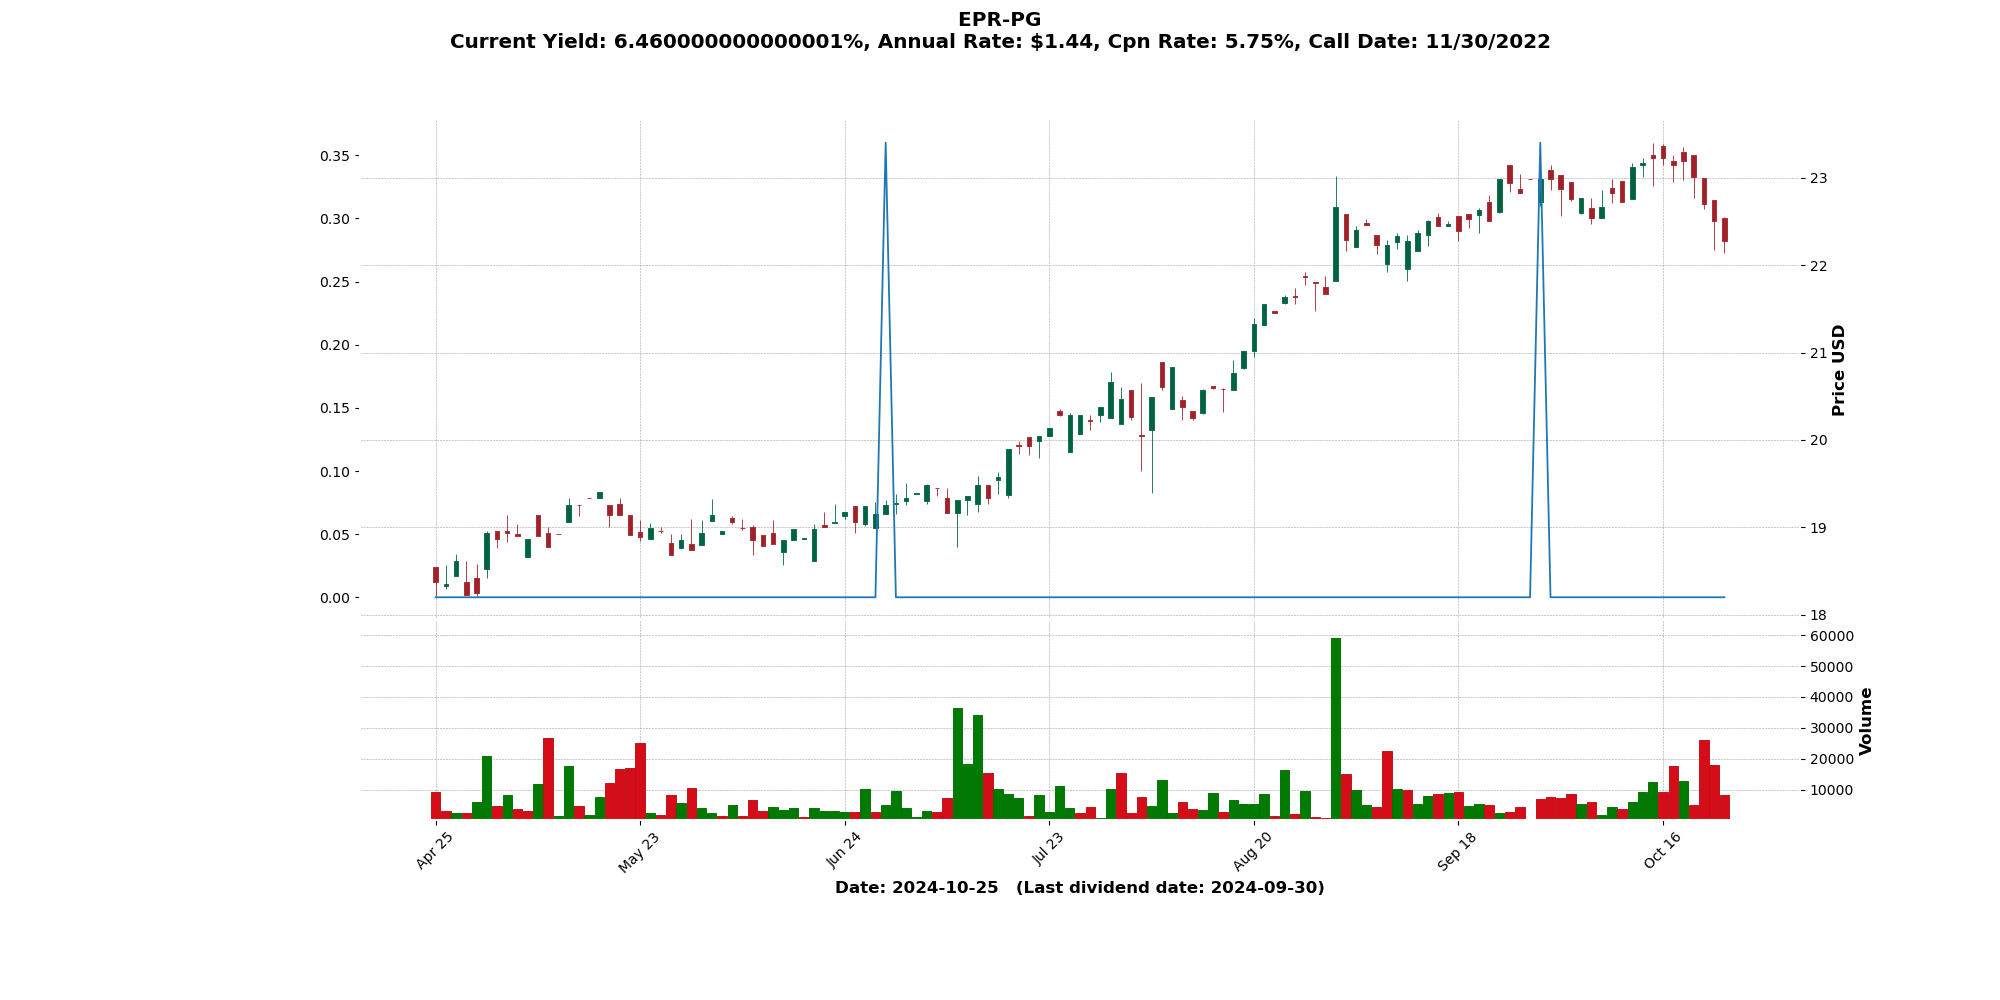 EPR-PG
Current Yield: 6.460000000000001%, Annual Rate: $1.44, Cpn Rate: 5.75%, Call Date: 11/30/2022
0.35
0.30
0.25
0.20
0.15
0.10
0.05
0.00
23
22
21
20
19
18
Price USD
60000
50000
40000
30000
20000
10000
Volume
Apr 25
May 23
Jun 24
Jul 23
Aug 20
Sep 18
Oct 16
Date: 2024-10-25   (Last dividend date: 2024-09-30)